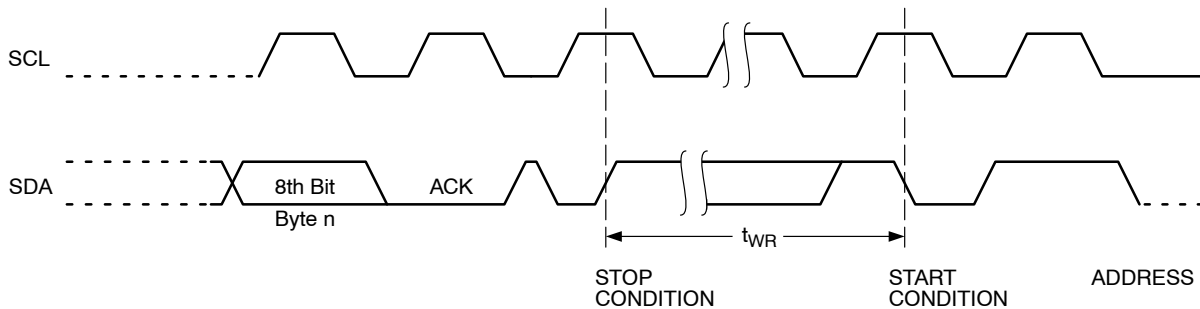 SCL
SDA
8th Bit
Byte n
ACK
tWR
STOP
CONDITION
START
CONDITION
ADDRESS